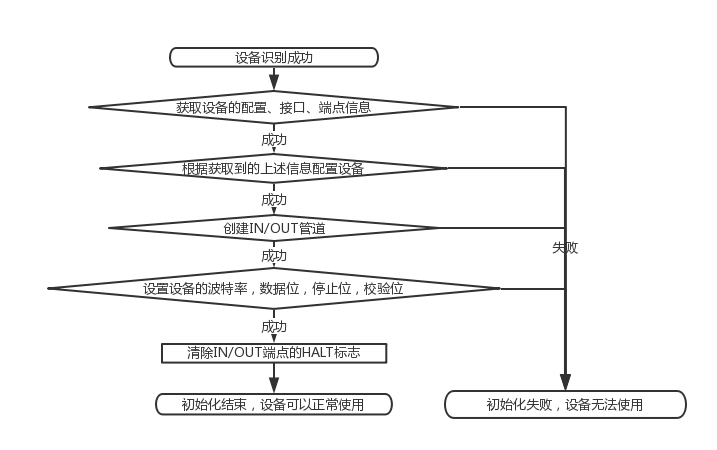 设备识别成功
获取设备的配置、接口、端点信息
成功
根据获取到的上述信息配置设备
成功
创建IN/OUT管道
失败
成功
设置设备的波特率，数据位，停止位，校验位
成功
清除IN/OUT端点的HALT标志
初始化结束，设备可以正常使用
初始化失败，设备无法使用